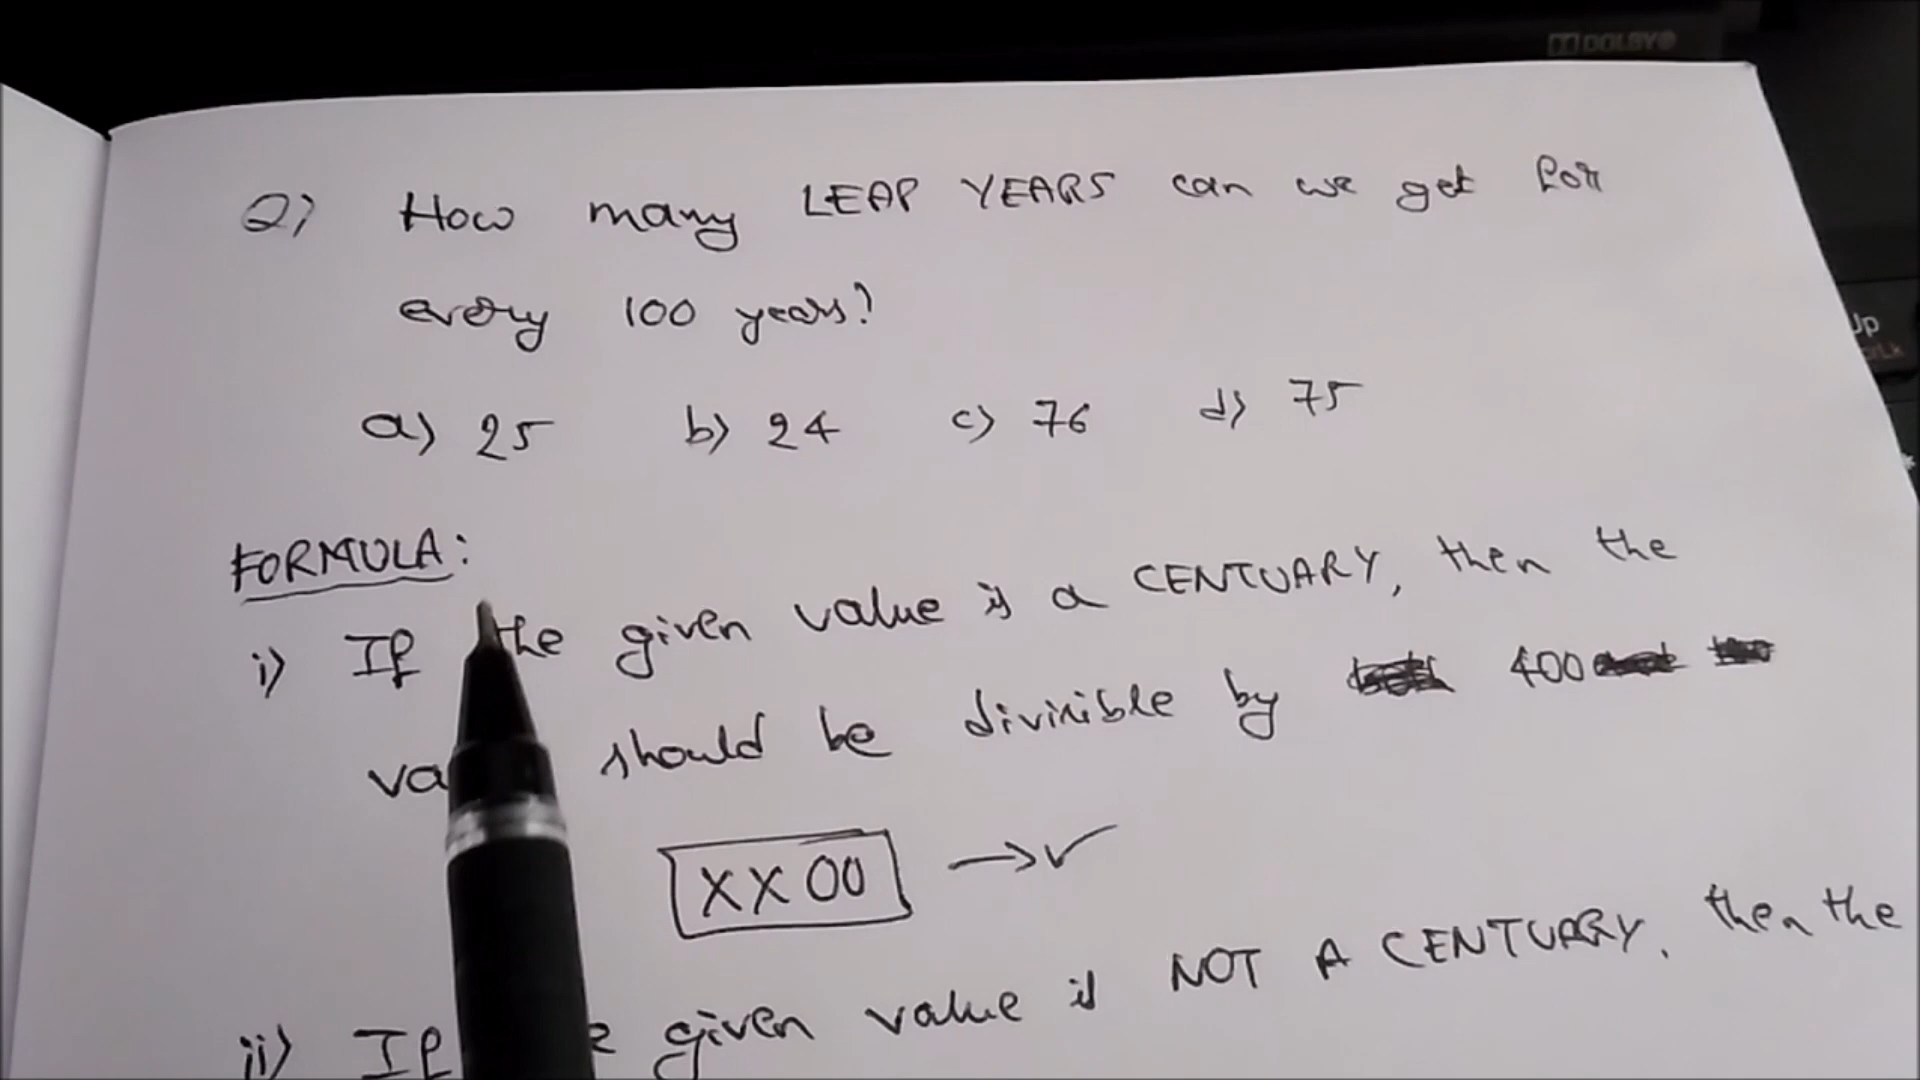 DOLBY
Q) How many LEAP YEARS can we get for
every 100 years?
a) 25 b) 24 c) 76 d) 75
FORMULA:
i) If the given value is a CENTUARY, then the
va should be divisible by 400
XX00
ii) If given value is NOT A CENTUARY, then the
Up